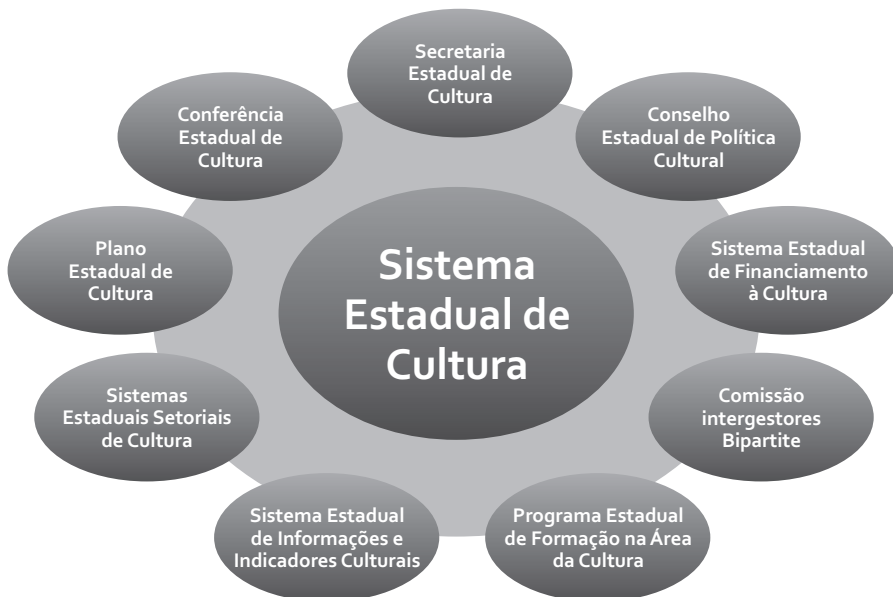 Secretaria
Estadual de
Cultura
Conselho
Estadual de Política
Cultural
Sistema Estadual
de Financiamento
à Cultura
Comissão
intergestores
Bipartite
Programa Estadual
de Formação na Área
da Cultura
Sistema Estadual
de Informações e
Indicadores Culturais
Sistemas
Estaduais Setoriais
de Cultura
Plano
Estadual de
Cultura
Conferência
Estadual de
Cultura
Sistema
Estadual de
Cultura